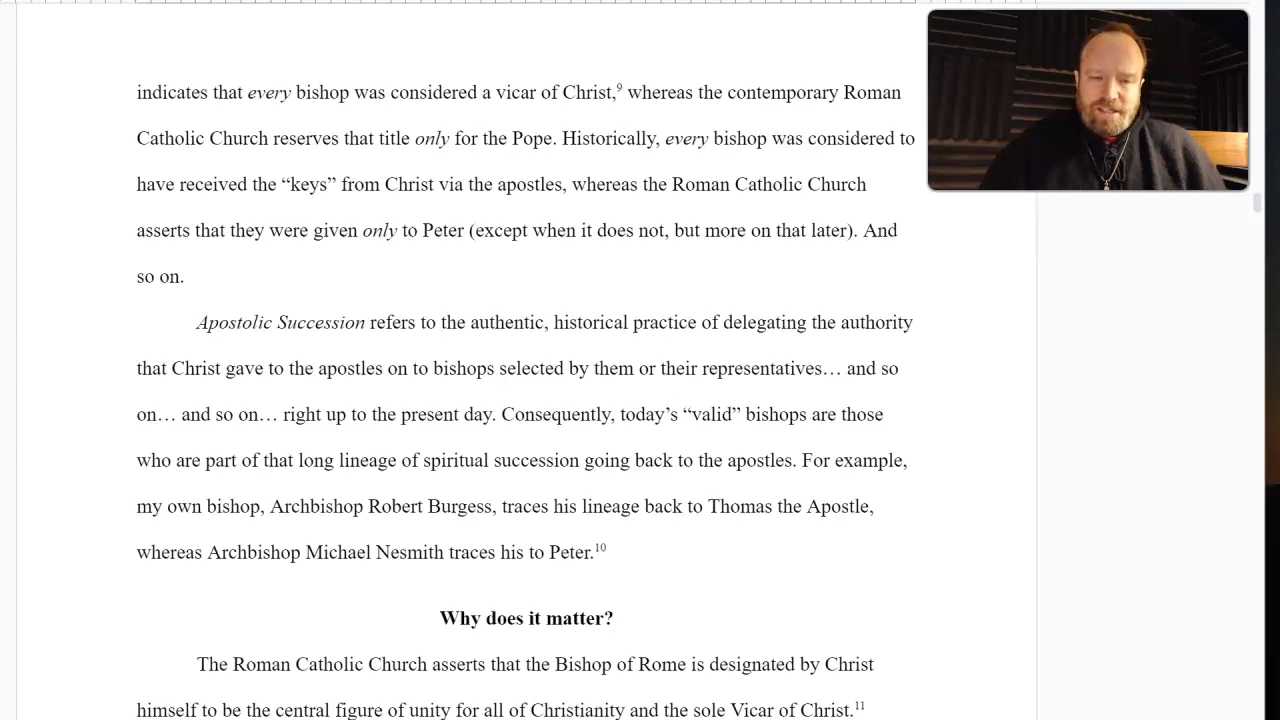 indicates that every bishop was considered a vicar of Christ,9 whereas the contemporary Roman
Catholic Church reserves that title only for the Pope. Historically, every bishop was considered to
have received the “keys” from Christ via the apostles, whereas the Roman Catholic Church
asserts that they were given only to Peter (except when it does not, but more on that later). And
so on.
Apostolic Succession refers to the authentic, historical practice of delegating the authority
that Christ gave to the apostles on to bishops selected by them or their representatives… and so
on… and so on… right up to the present day. Consequently, today’s “valid” bishops are those
who are part of that long lineage of spiritual succession going back to the apostles. For example,
my own bishop, Archbishop Robert Burgess, traces his lineage back to Thomas the Apostle,
whereas Archbishop Michael Nesmith traces his to Peter.10
Why does it matter?
The Roman Catholic Church asserts that the Bishop of Rome is designated by Christ
himself to be the central figure of unity for all of Christianity and the sole Vicar of Christ.11